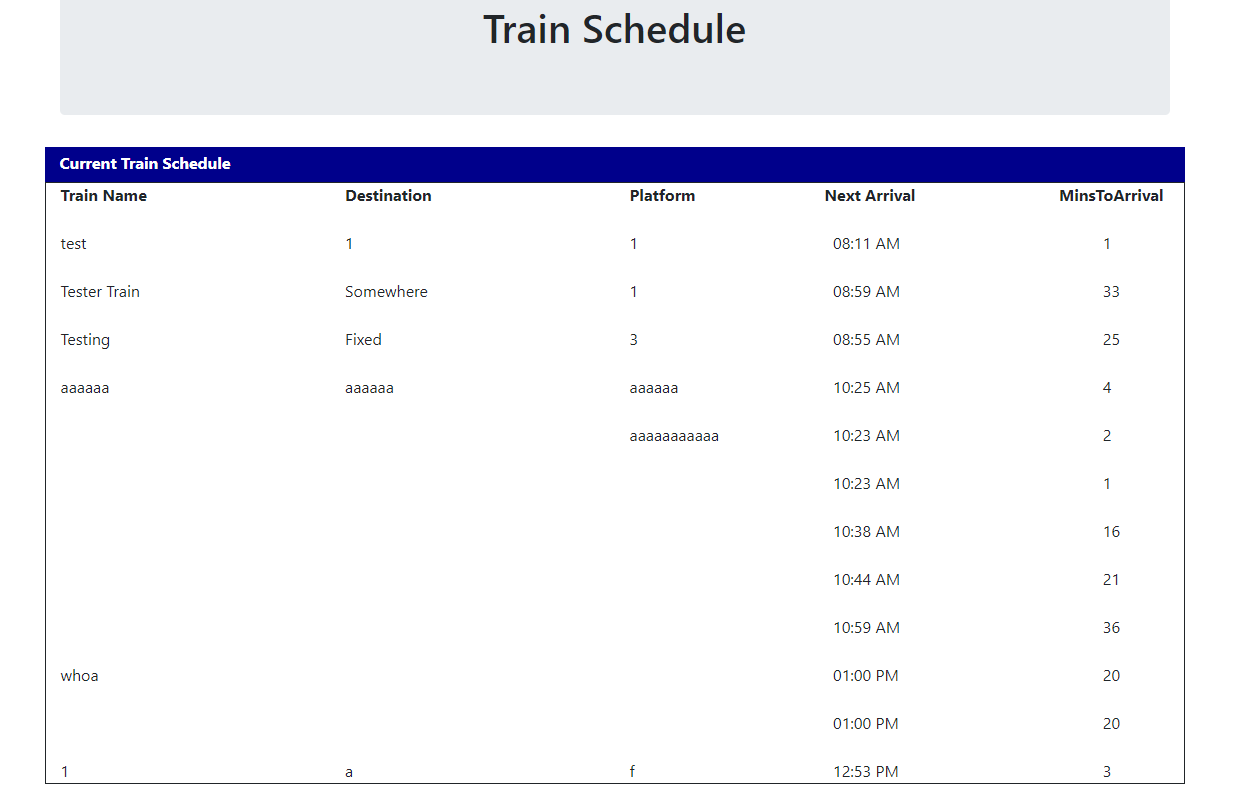 Train Schedule
Current Train Schedule
Train Name Destination Platform Next Arrival MinsToArrival
test 1 1 08:11 AM 1
Tester Train Somewhere 1 08:59 AM 33
Testing Fixed 3 08:55 AM 25
aaaaaa aaaaaa aaaaaa 10:25 AM 4
aaaaaaaaaaa 10:23 AM 2
10:23 AM 1
10:38 AM 16
10:44 AM 21
10:59 AM 36
whoa 01:00 PM 20
01:00 PM 20
1 a f 12:53 PM 3